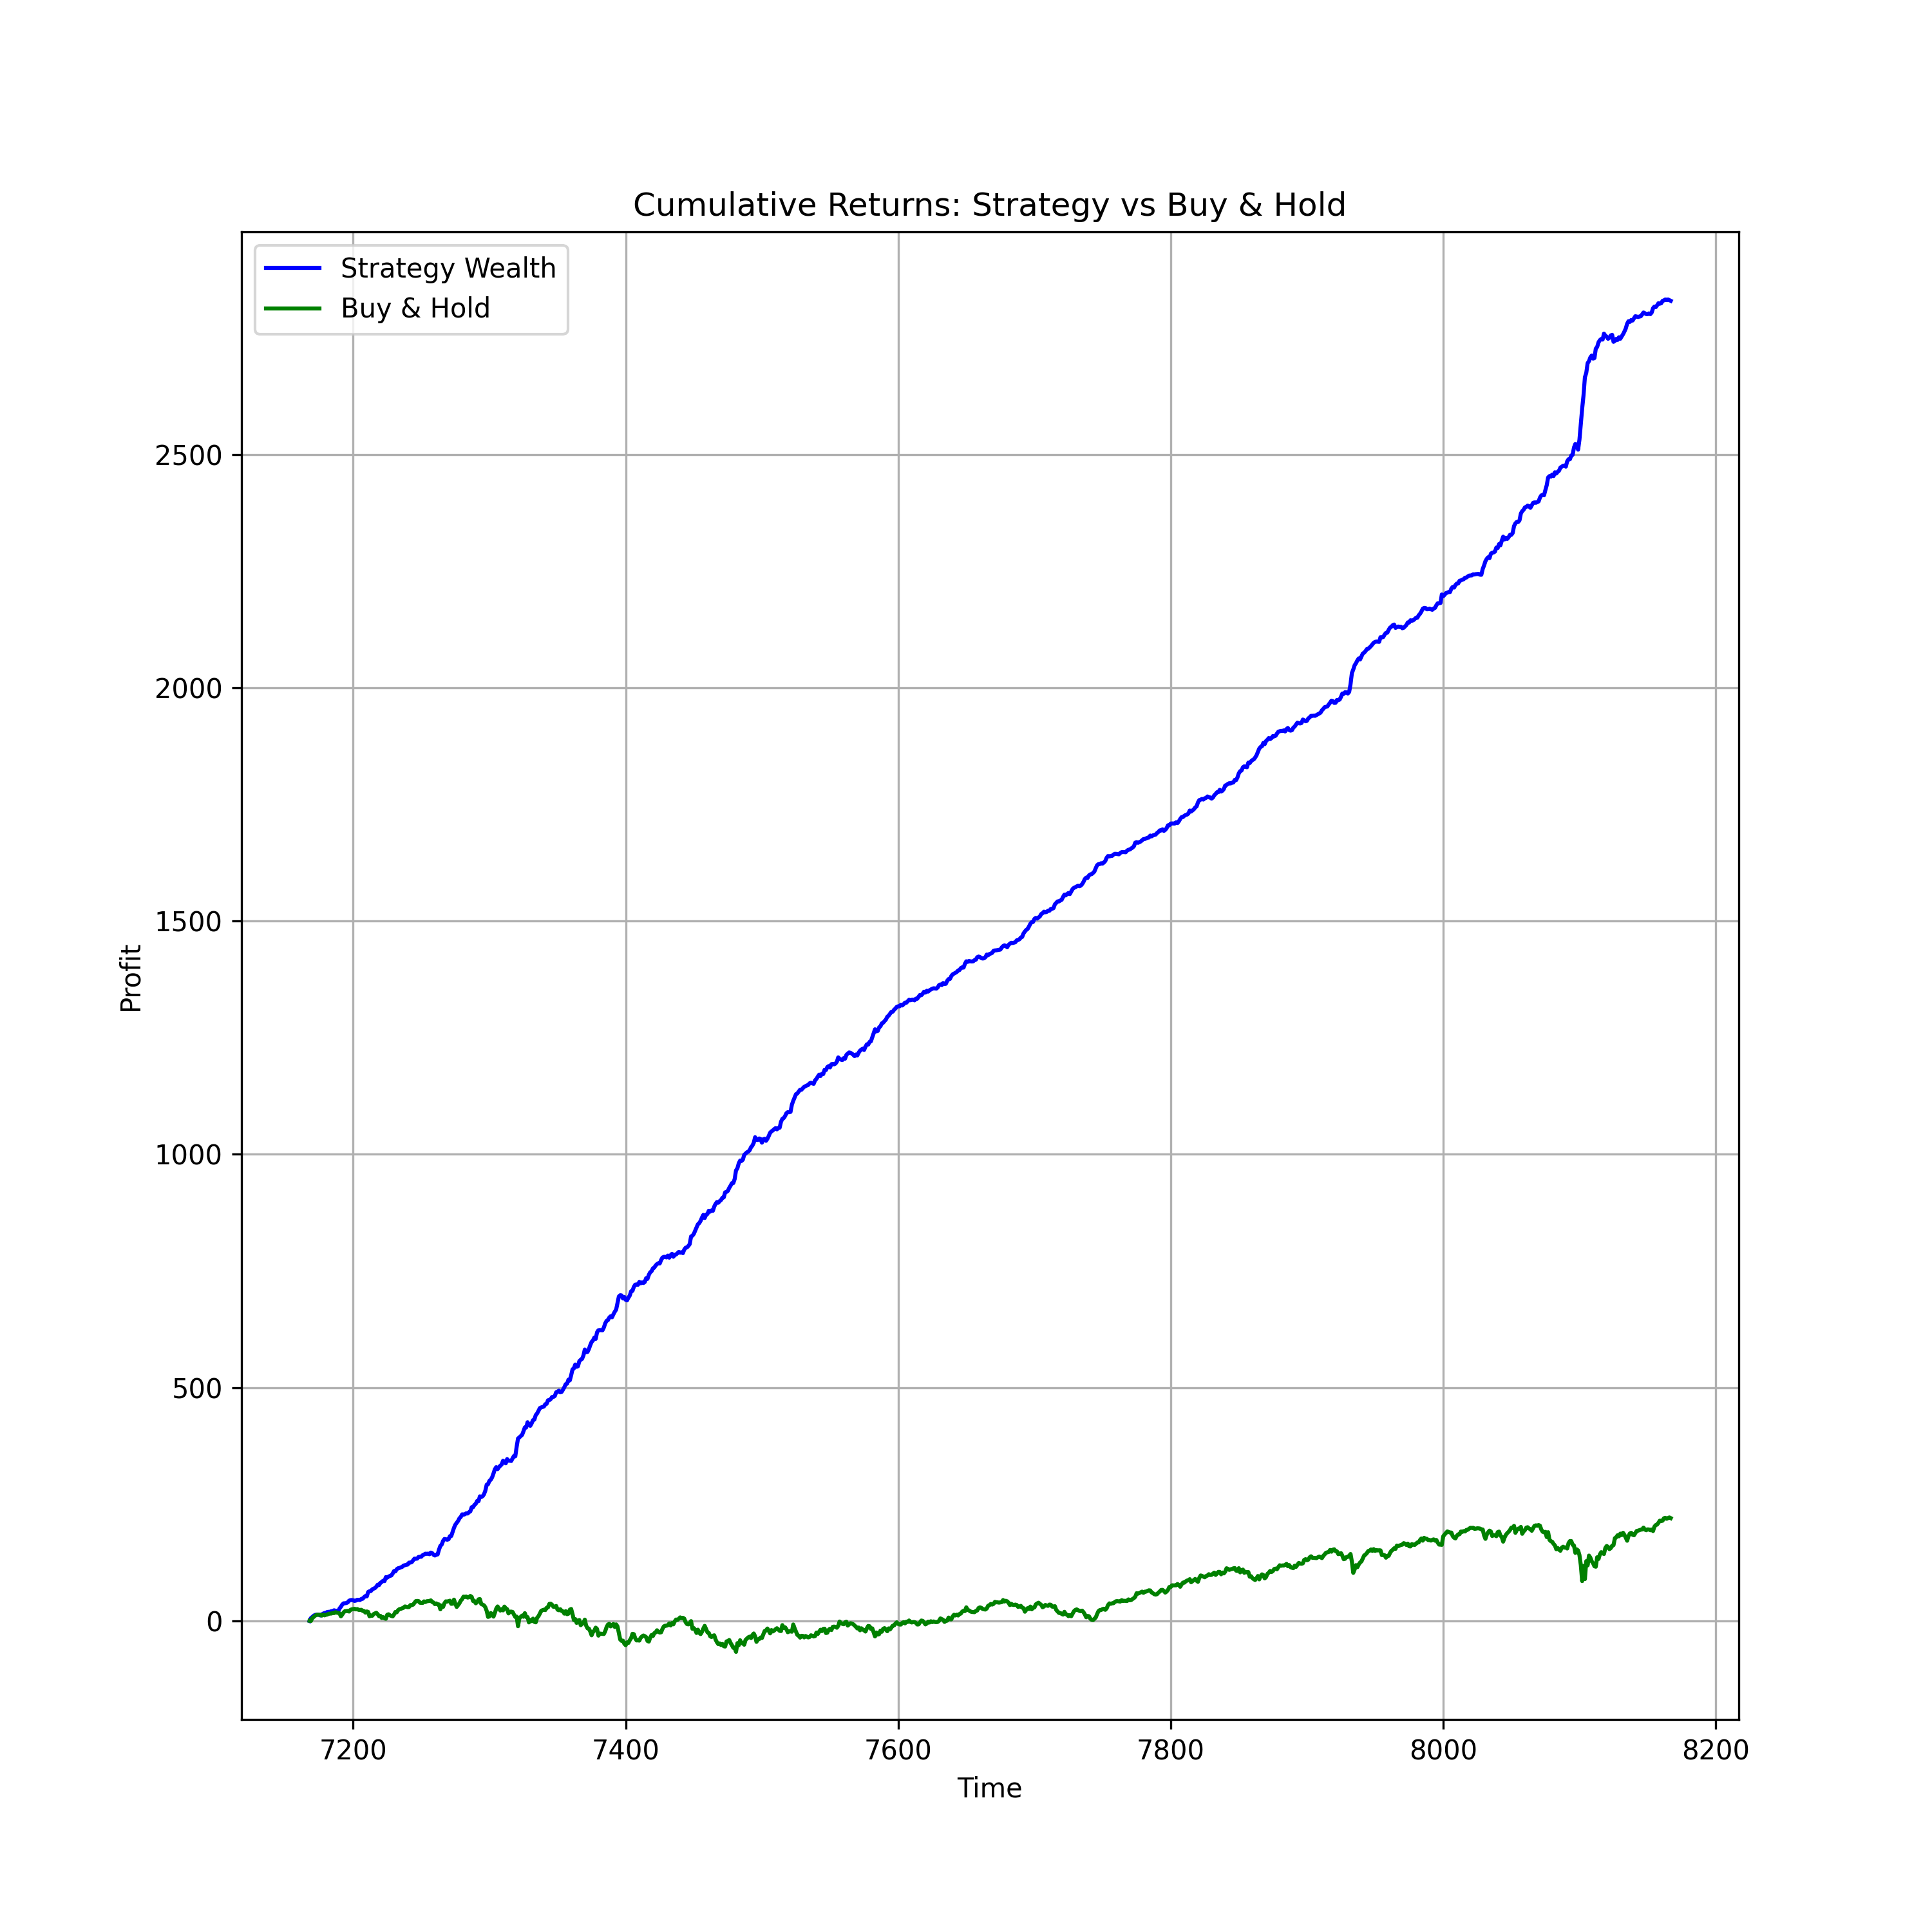 Cumulative Returns: Strategy vs Buy & Hold
Strategy Wealth
Buy & Hold
Profit
2500
2000
1500
1000
500
0
7200 7400 7600 7800 8000 8200
Time